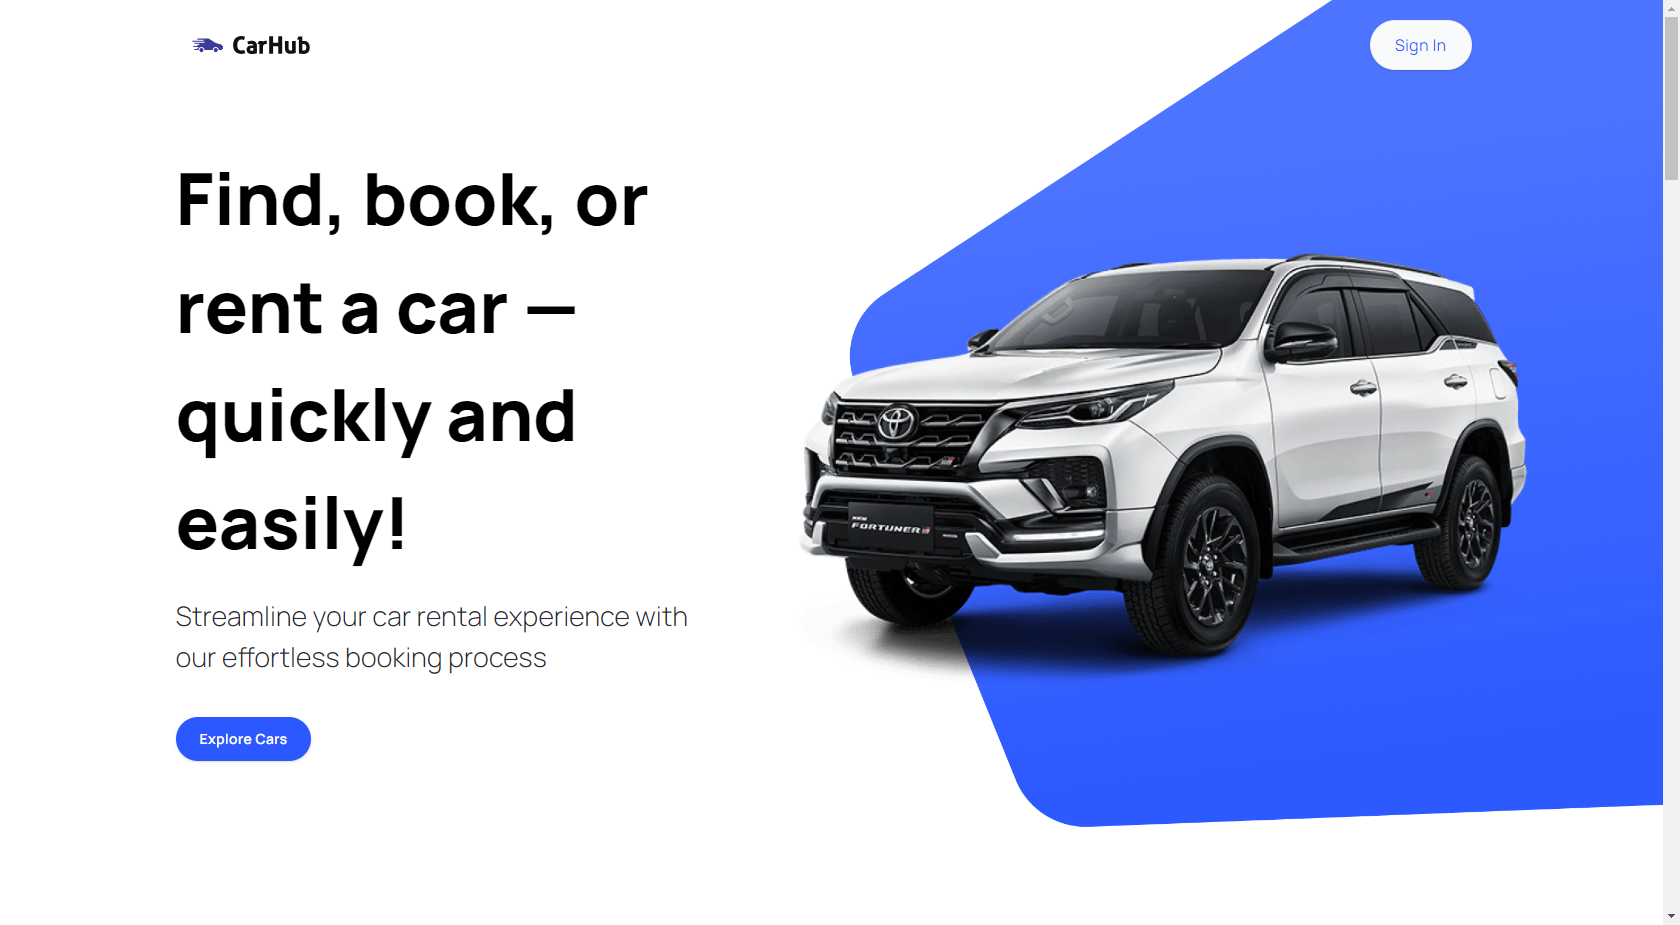 CarHub
Sign In
Find, book, or
rent a car —
quickly and
easily!
Streamline your car rental experience with
our effortless booking process
Explore Cars
NEW
FORTUNER